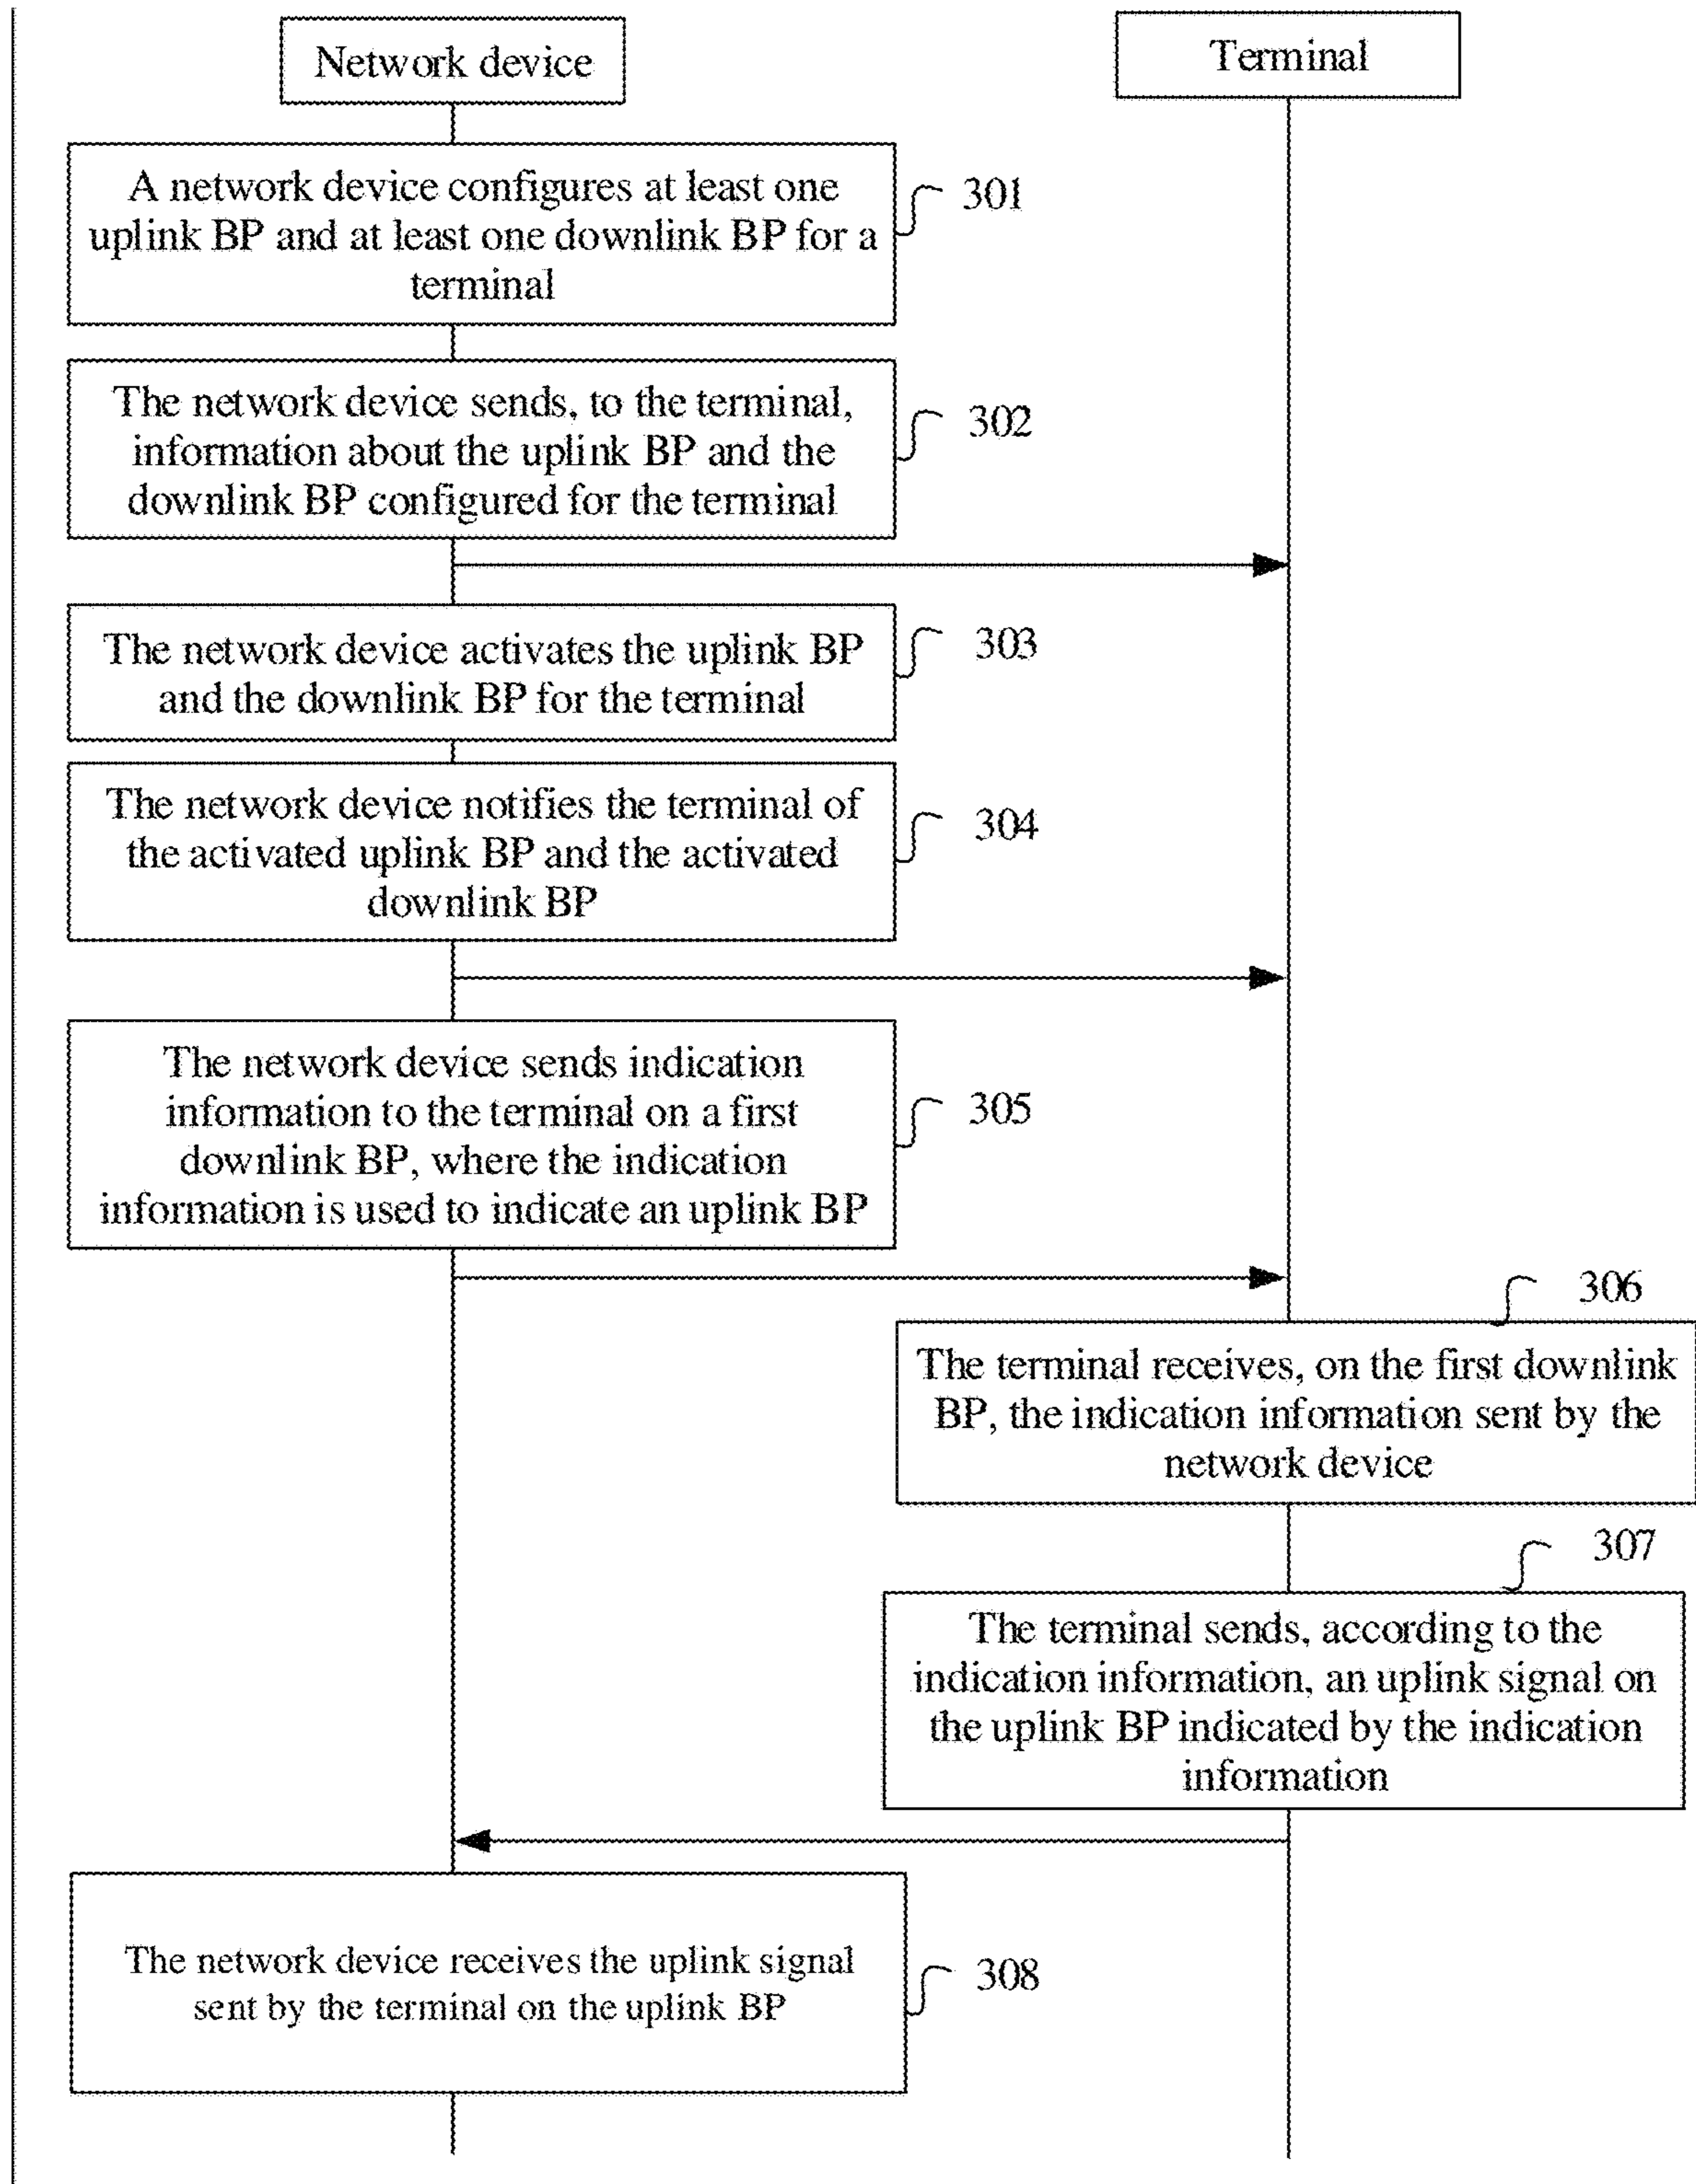 Network device
Terminal
A network device configures at least one
uplink BP and at least one downlink BP for a
terminal
301
The network device sends, to the terminal,
information about the uplink BP and the
downlink BP configured for the terminal
302
The network device activates the uplink BP
and the downlink BP for the terminal
303
The network device notifies the terminal of
the activated uplink BP and the activated
downlink BP
304
The network device sends indication
information to the terminal on a first
downlink BP, where the indication
information is used to indicate an uplink BP
305
306
The terminal receives, on the first downlink
BP, the indication information sent by the
network device
307
The terminal sends, according to the
indication information, an uplink signal on
the uplink BP indicated by the indication
information
The network device receives the uplink signal
sent by the terminal on the uplink BP
308